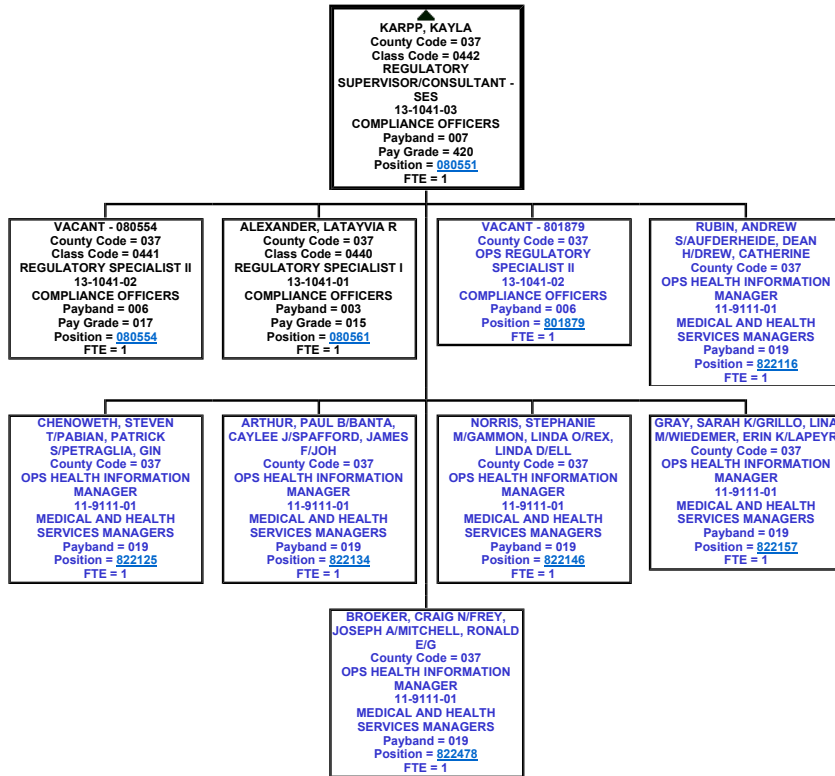 KARPP, KAYLA
County Code = 037
Class Code = 0442
REGULATORY
SUPERVISOR/CONSULTANT -
SES
13-1041-03
COMPLIANCE OFFICERS
Payband = 007
Pay Grade = 420
Position = 080551
FTE = 1
VACANT - 080554
County Code = 037
Class Code = 0441
REGULATORY SPECIALIST II
13-1041-02
COMPLIANCE OFFICERS
Payband = 006
Pay Grade = 017
Position = 080554
FTE = 1
ALEXANDER, LATAYVIA R
County Code = 037
Class Code = 0440
REGULATORY SPECIALIST I
13-1041-01
COMPLIANCE OFFICERS
Payband = 003
Pay Grade = 015
Position = 080561
FTE = 1
VACANT - 801879
County Code = 037
OPS REGULATORY
SPECIALIST II
13-1041-02
COMPLIANCE OFFICERS
Payband = 006
Position = 801879
FTE = 1
RUBIN, ANDREW
S/AUFDERHEIDE, DEAN
H/DREW, CATHERINE
County Code = 037
OPS HEALTH INFORMATION
MANAGER
11-9111-01
MEDICAL AND HEALTH
SERVICES MANAGERS
Payband = 019
Position = 822116
FTE = 1
CHENOWETH, STEVEN
T/PABIAN, PATRICK
S/PETRAGLIA, GIN
County Code = 037
OPS HEALTH INFORMATION
MANAGER
11-9111-01
MEDICAL AND HEALTH
SERVICES MANAGERS
Payband = 019
Position = 822125
FTE = 1
ARTHUR, PAUL B/BANTA,
CAYLEE J/SPAFFORD, JAMES
F/JOH
County Code = 037
OPS HEALTH INFORMATION
MANAGER
11-9111-01
MEDICAL AND HEALTH
SERVICES MANAGERS
Payband = 019
Position = 822134
FTE = 1
NORRIS, STEPHANIE
M/GAMMON, LINDA O/REX,
LINDA D/ELL
County Code = 037
OPS HEALTH INFORMATION
MANAGER
11-9111-01
MEDICAL AND HEALTH
SERVICES MANAGERS
Payband = 019
Position = 822146
FTE = 1
GRAY, SARAH K/GRILLO, LINA
M/WIEDEMER, ERIN K/LAPEYR
County Code = 037
OPS HEALTH INFORMATION
MANAGER
11-9111-01
MEDICAL AND HEALTH
SERVICES MANAGERS
Payband = 019
Position = 822157
FTE = 1
BROEKER, CRAIG N/FREY,
JOSEPH A/MITCHELL, RONALD
E/G
County Code = 037
OPS HEALTH INFORMATION
MANAGER
11-9111-01
MEDICAL AND HEALTH
SERVICES MANAGERS
Payband = 019
Position = 822478
FTE = 1